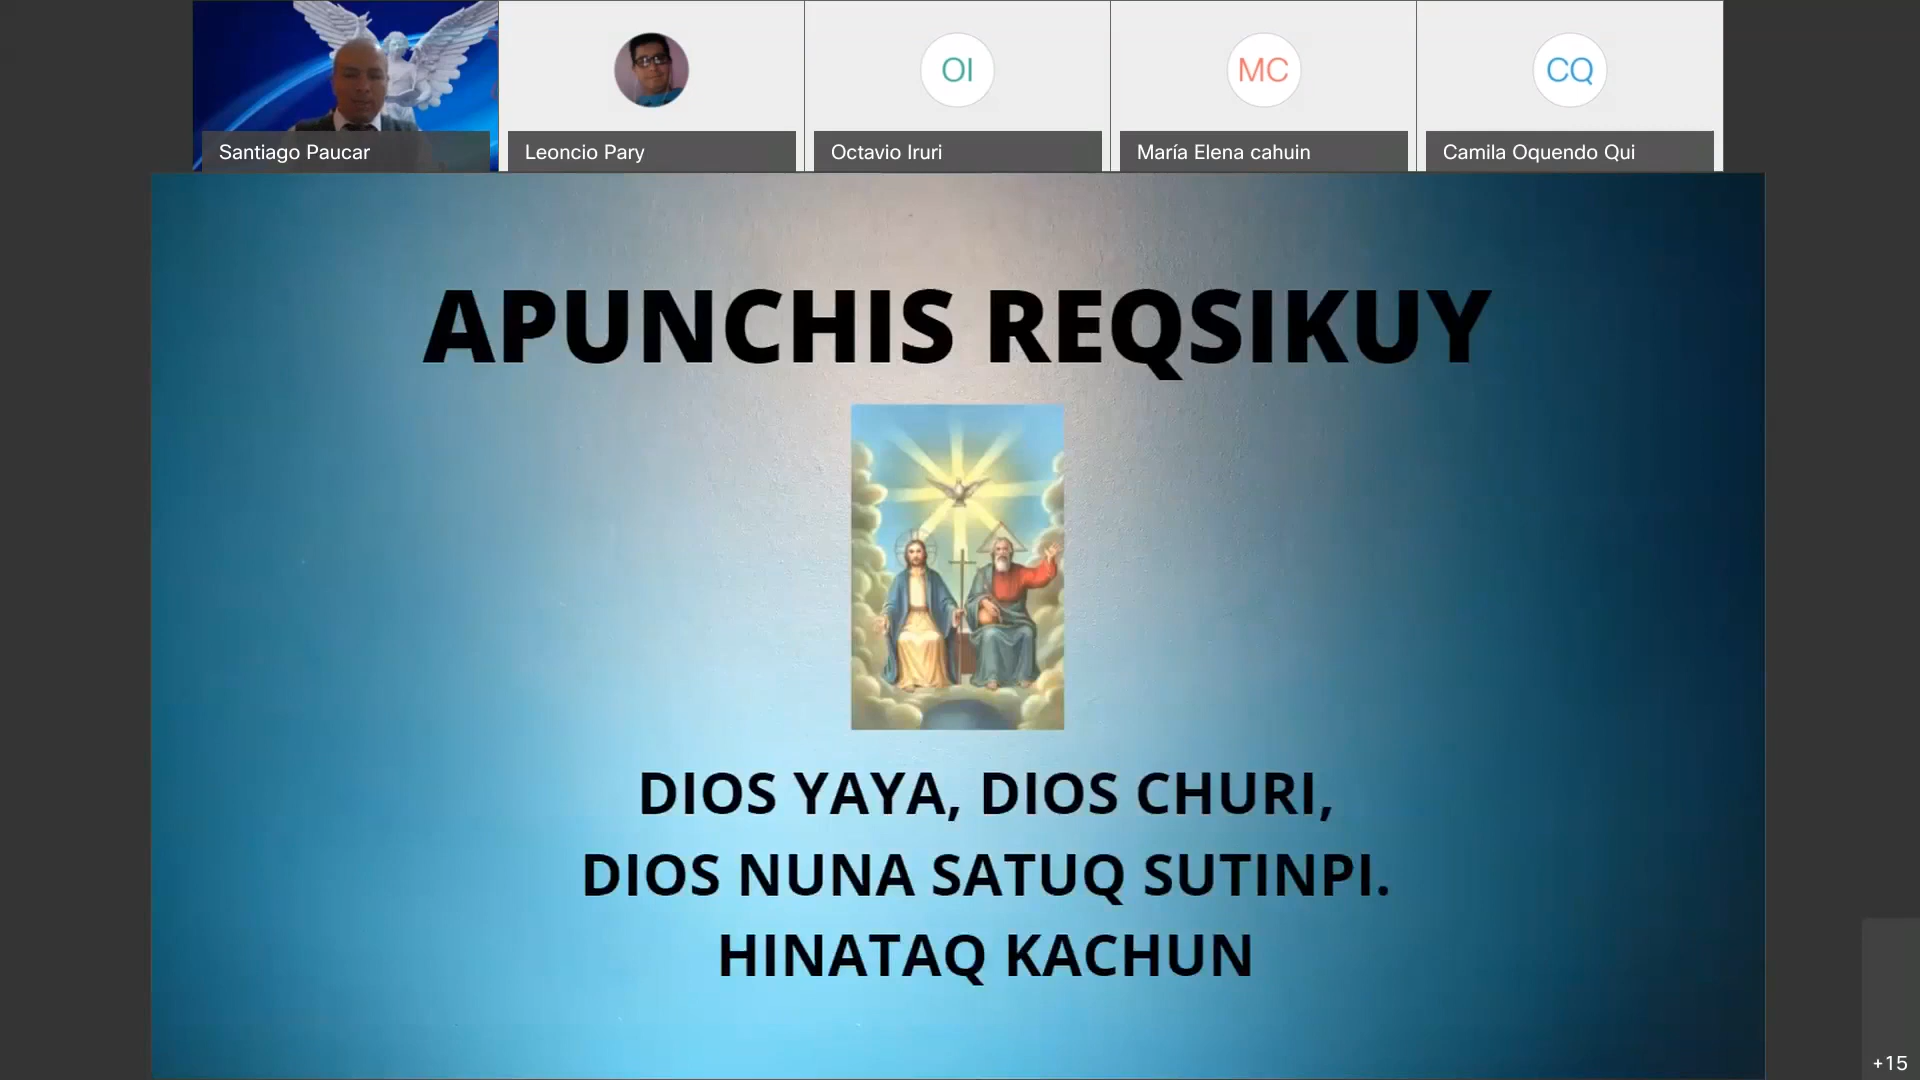 OI
MC
CQ
Santiago Paucar
Leoncio Pary
Octavio Iruri
María Elena cahuin
Camila Oquendo Qui
APUNCHIS REQSIKUY
DIOS YAYA, DIOS CHURI,
DIOS NUNA SATUQ SUTINPI.
HINATAQ KACHUN
+15